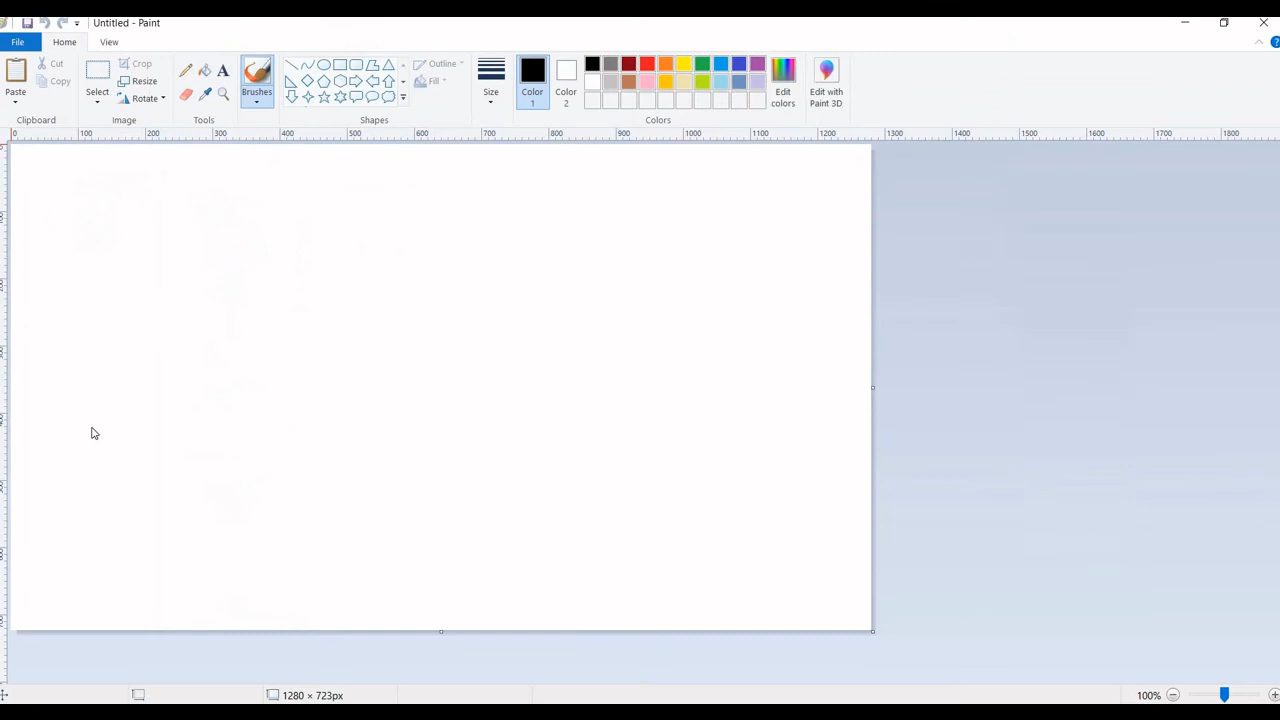 Untitled - Paint
File Home View
Paste
Cut
Copy
Clipboard
Select
Crop
Resize
Rotate
Image
A
Tools
Brushes
Outline
Fill
Shapes
Size
Color 1
Color 2
Colors
Edit colors
Edit with Paint 3D
0 100 200 300 400 500 600 700 800 900 1000 1100 1200 1300 1400 1500 1600 1700 1800
1280 × 723px
100%